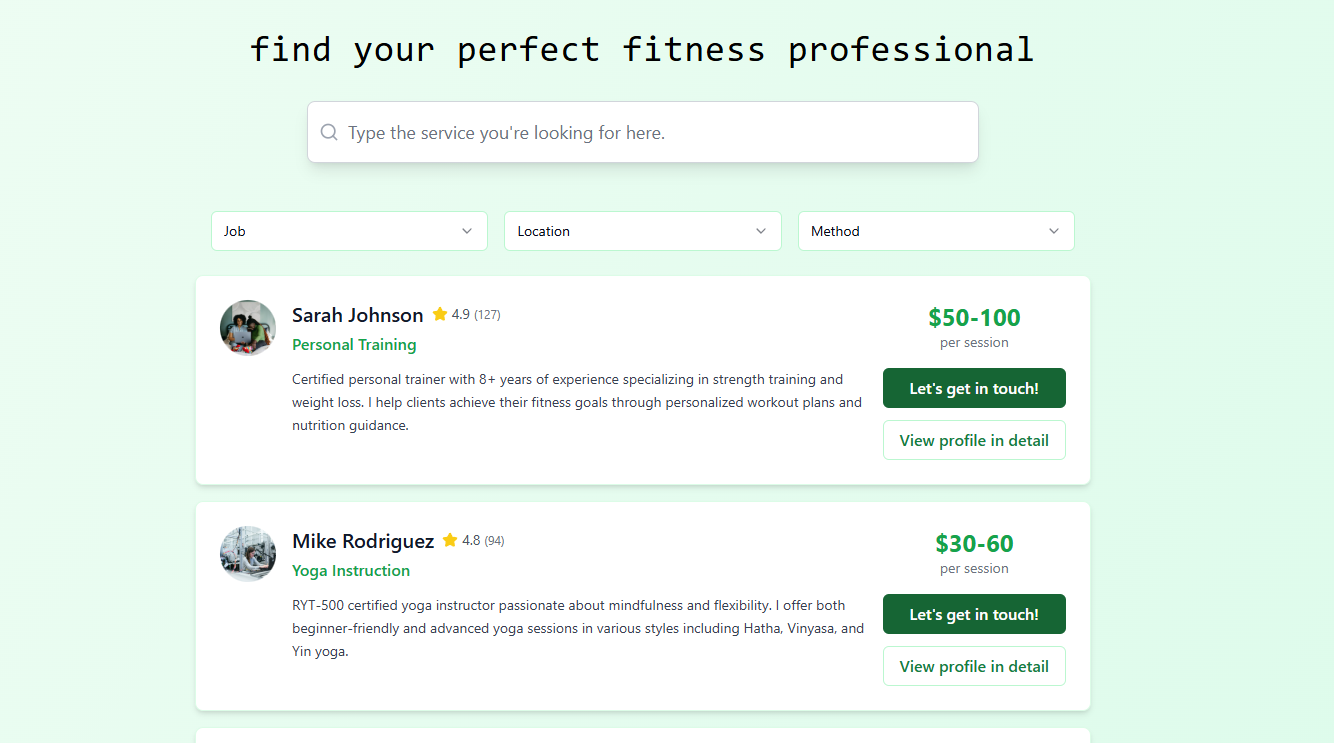 find your perfect fitness professional
Type the service you're looking for here.
Job
Location
Method
Sarah Johnson 4.9 (127)
Personal Training
Certified personal trainer with 8+ years of experience specializing in strength training and
weight loss. I help clients achieve their fitness goals through personalized workout plans and
nutrition guidance.
$50-100
per session
Let's get in touch!
View profile in detail
Mike Rodriguez 4.8 (94)
Yoga Instruction
RYT-500 certified yoga instructor passionate about mindfulness and flexibility. I offer both
beginner-friendly and advanced yoga sessions in various styles including Hatha, Vinyasa, and
Yin yoga.
$30-60
per session
Let's get in touch!
View profile in detail